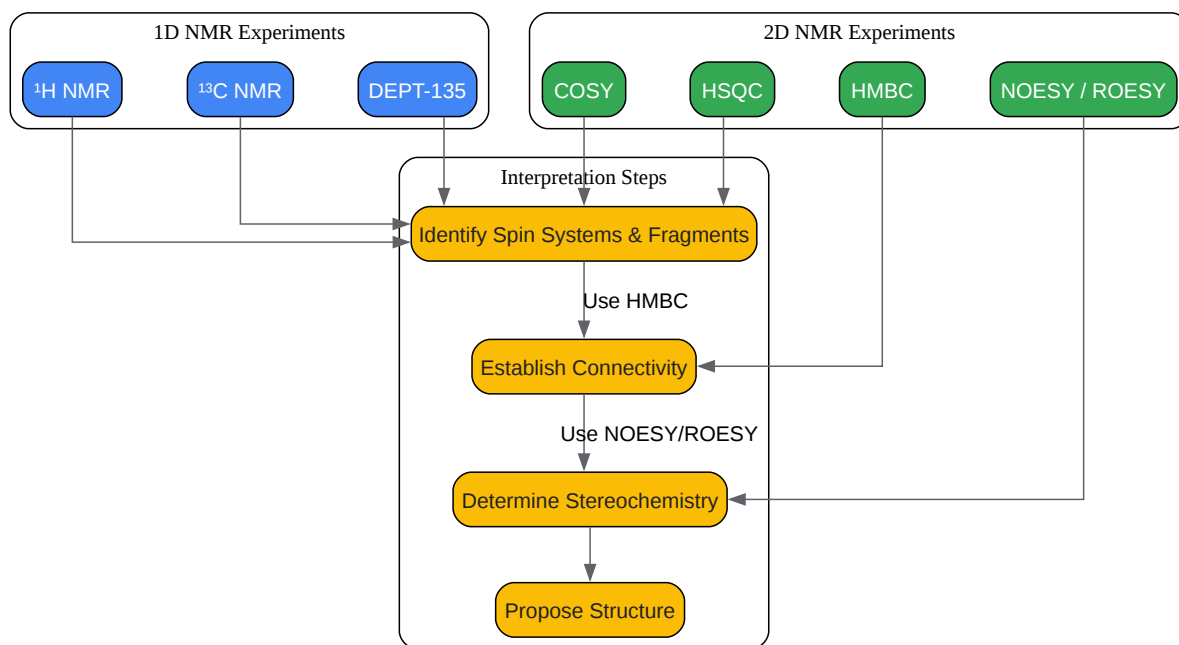 1D NMR Experiments
2D NMR Experiments
¹H NMR
¹³C NMR
DEPT-135
COSY
HSQC
HMBC
NOESY / ROESY
Interpretation Steps
Identify Spin Systems & Fragments
Use HMBC
Establish Connectivity
Use NOESY/ROESY
Determine Stereochemistry
Propose Structure